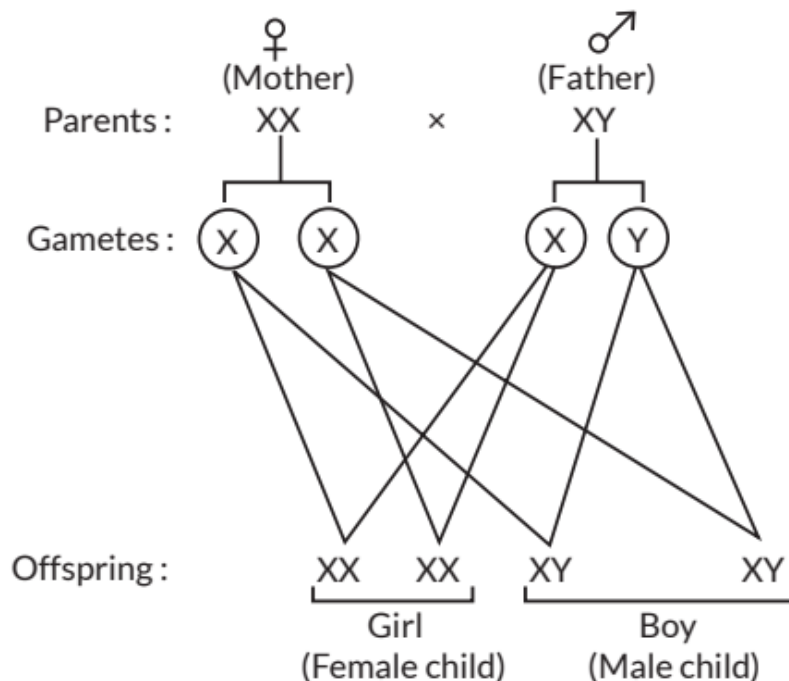 ♀ ♂
(Mother) (Father)
Parents : XX × XY
Gametes : X X X Y
Offspring : XX XX XY XY
Girl Boy
(Female child) (Male child)